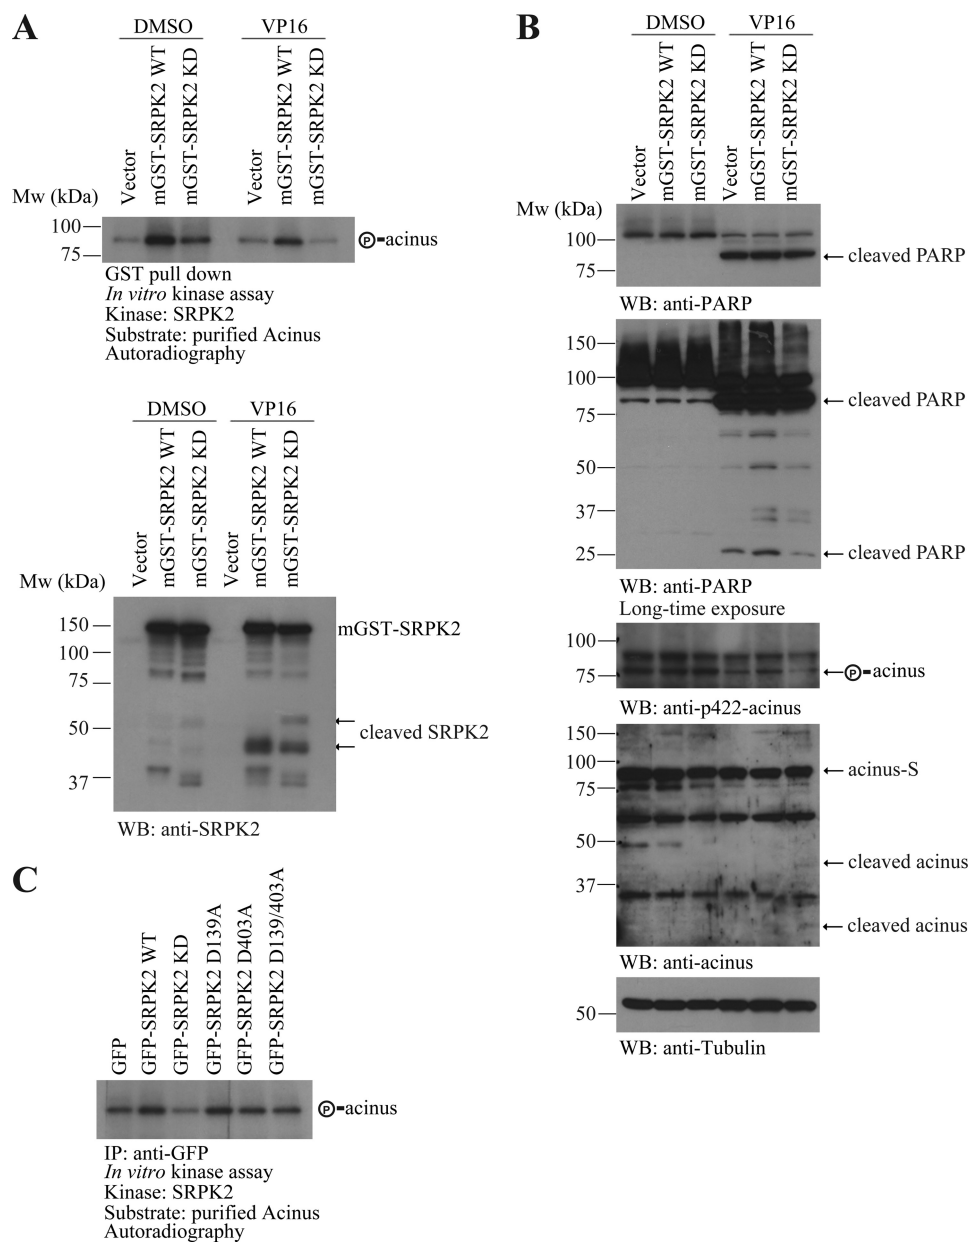 A
DMSO VP16
Vector
mGST-SRPK2 WT
mGST-SRPK2 KD
Vector
mGST-SRPK2 WT
mGST-SRPK2 KD
Mw (kDa)
100
75
P-acinus
GST pull down
In vitro kinase assay
Kinase: SRPK2
Substrate: purified Acinus
Autoradiography
DMSO VP16
Vector
mGST-SRPK2 WT
mGST-SRPK2 KD
Vector
mGST-SRPK2 WT
mGST-SRPK2 KD
Mw (kDa)
150
100
75
50
37
mGST-SRPK2
cleaved SRPK2
WB: anti-SRPK2
B
DMSO VP16
Vector
mGST-SRPK2 WT
mGST-SRPK2 KD
Vector
mGST-SRPK2 WT
mGST-SRPK2 KD
Mw (kDa)
100
75
cleaved PARP
WB: anti-PARP
150
100
75
50
37
25
cleaved PARP
cleaved PARP
WB: anti-PARP
Long-time exposure
100
75
P-acinus
WB: anti-p422-acinus
150
100
75
50
37
acinus-S
cleaved acinus
cleaved acinus
WB: anti-acinus
50
WB: anti-Tubulin
C
GFP
GFP-SRPK2 WT
GFP-SRPK2 KD
GFP-SRPK2 D139A
GFP-SRPK2 D403A
GFP-SRPK2 D139/403A
P-acinus
IP: anti-GFP
In vitro kinase assay
Kinase: SRPK2
Substrate: purified Acinus
Autoradiography